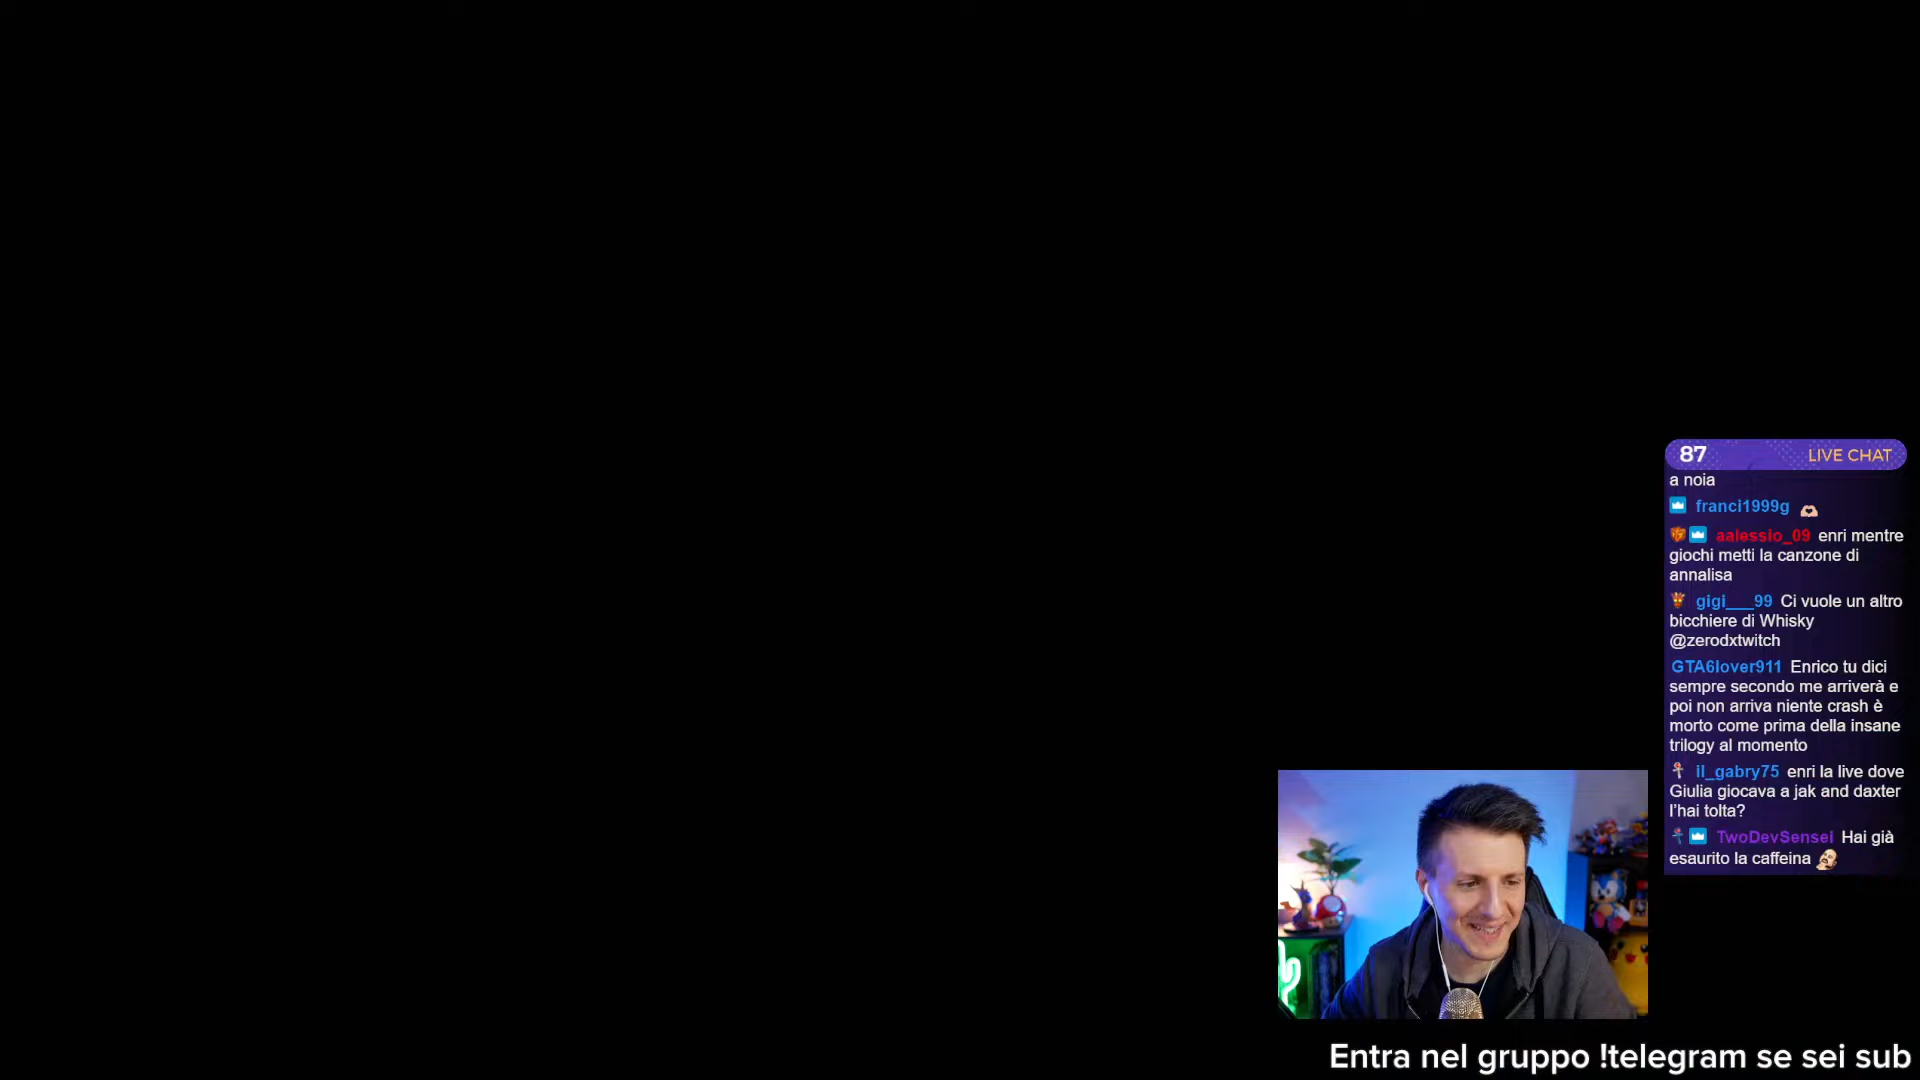 87 LIVE CHAT
a noia
franci1999g
aalessio_09 enri mentre
giochi metti la canzone di
annalisa
gigi___99 Ci vuole un altro
bicchiere di Whisky
@zerodxtwitch
GTA6lover911 Enrico tu dici
sempre secondo me arriverà e
poi non arriva niente crash è
morto come prima della insane
trilogy al momento
il_gabry75 enri la live dove
Giulia giocava a jak and daxter
l'hai tolta?
TwoDevSensei Hai già
esaurito la caffeina
Entra nel gruppo !telegram se sei sub